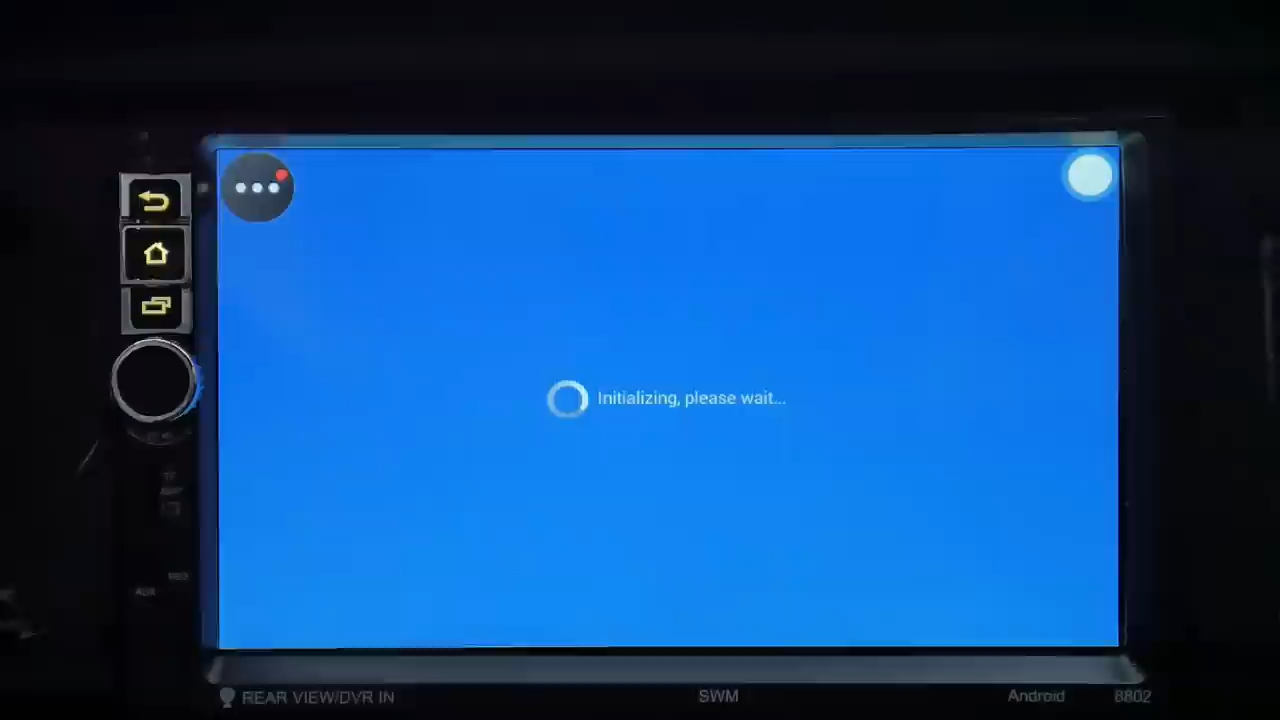 Initializing, please wait...
REAR VIEW/DVR IN SWM Android 8802